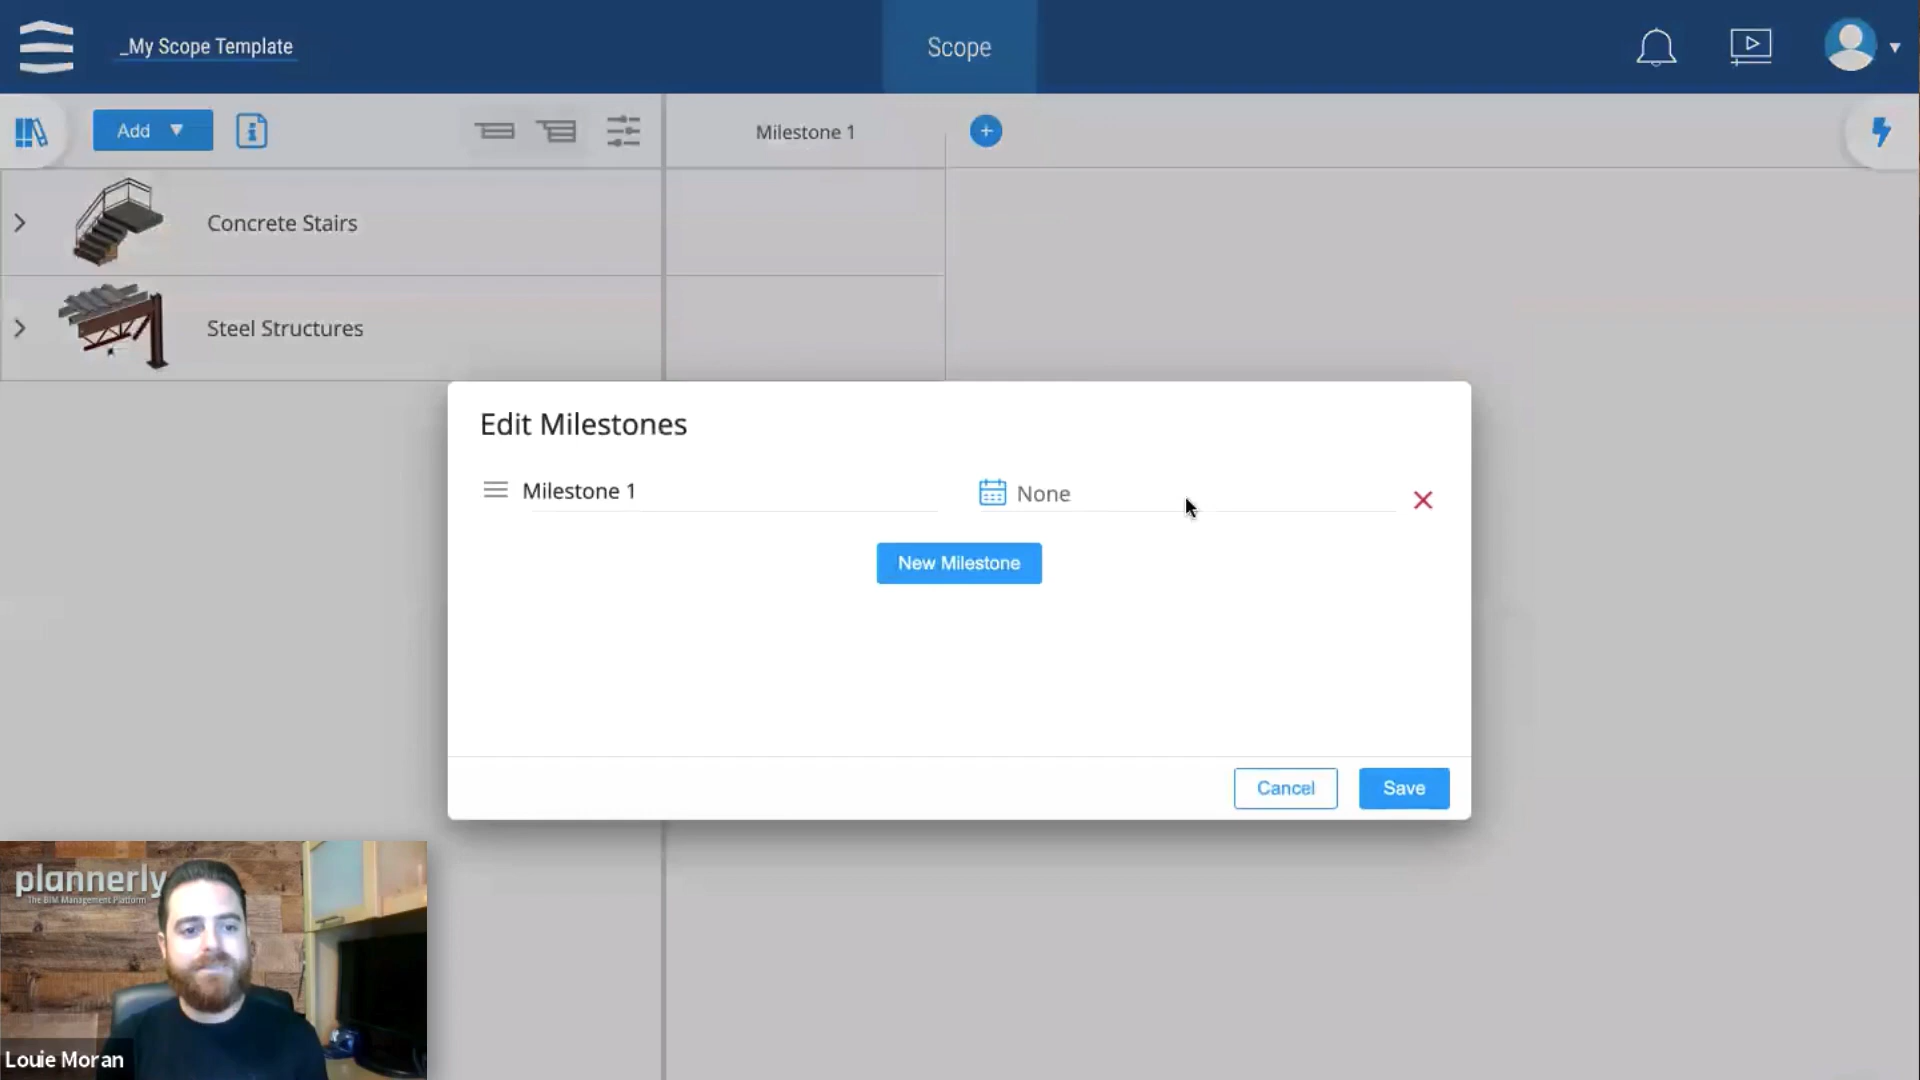 _My Scope Template
Scope
Add
Milestone 1
Concrete Stairs
Steel Structures
Edit Milestones
Milestone 1
None
New Milestone
Cancel
Save
plannerly
The BIM Management Platform
Louie Moran